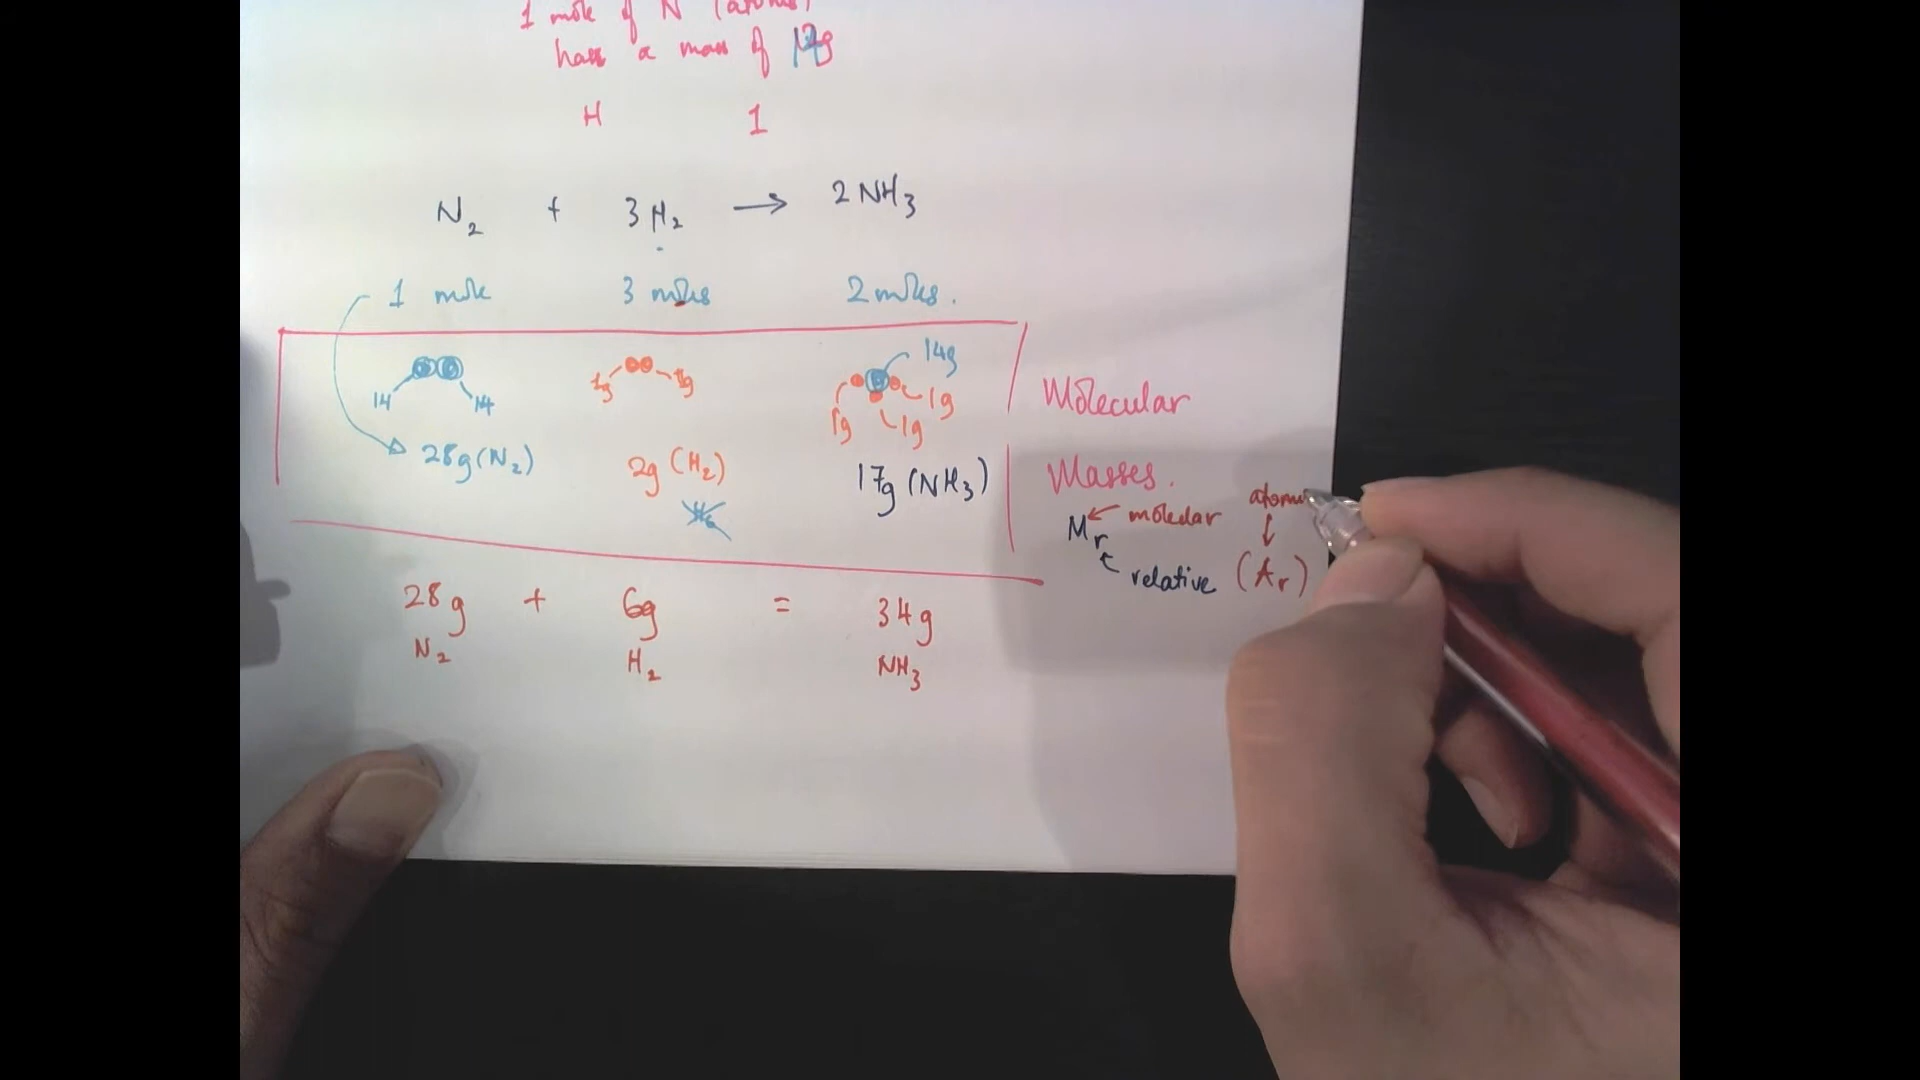 1 mole of N (atoms)
has a mass of 14g
H 1
N2 + 3H2 → 2NH3
1 mole 3 moles 2 moles.
14 14 1g 1g 14g 1g 1g 1g
Molecular
28g(N2) 2g (H2) 17g (NH3)
Masses.
Mr ← molecular
atomic
relative (Ar)
28g + 6g = 34g
N2 H2 NH3